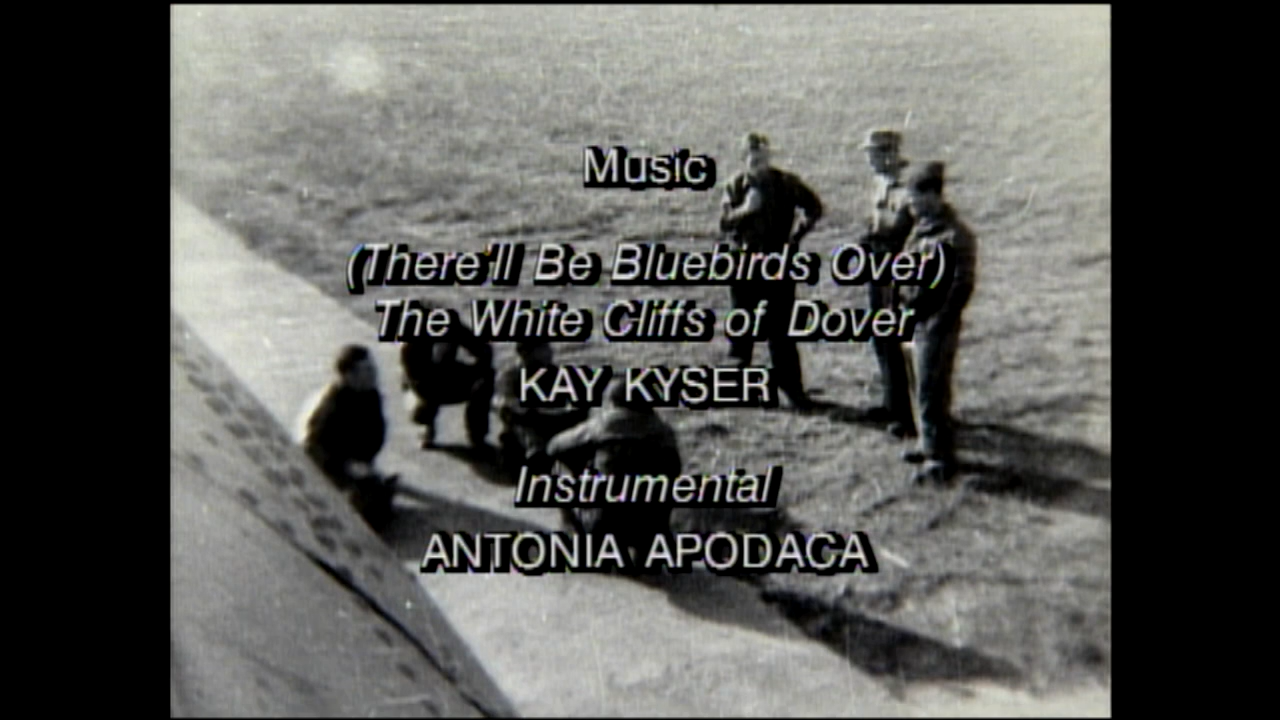 Music
(There'll Be Bluebirds Over)
The White Cliffs of Dover
KAY KYSER
Instrumental
ANTONIA APODACA